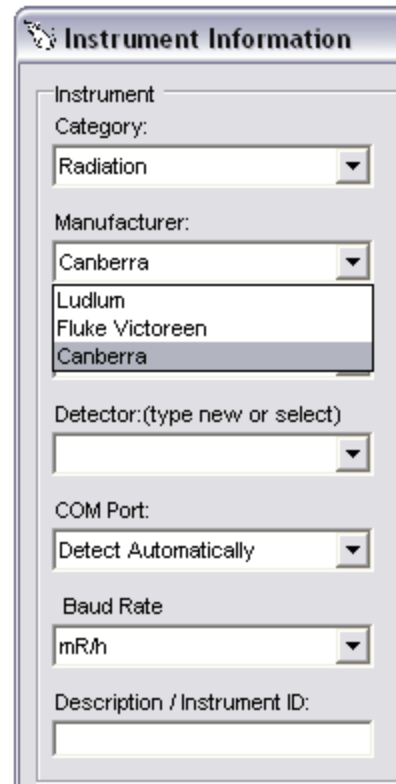 Instrument Information
Instrument
Category:
Radiation
Manufacturer:
Canberra
Ludlum
Fluke Victoreen
Canberra
Detector:(type new or select)
COM Port:
Detect Automatically
Baud Rate
mR/h
Description / Instrument ID: